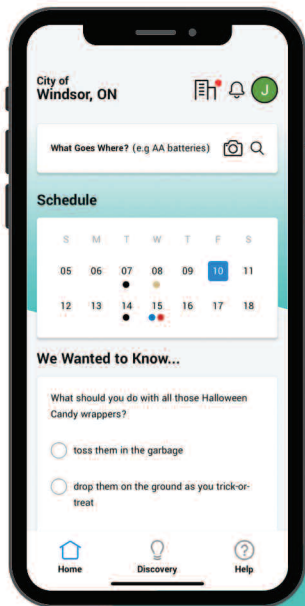 City of
Windsor, ON
J
What Goes Where? (e.g AA batteries)
Schedule
S M T W T F S
05 06 07 08 09 10 11
12 13 14 15 16 17 18
We Wanted to Know...
What should you do with all those Halloween
Candy wrappers?
toss them in the garbage
drop them on the ground as you trick-or-
treat
Home Discovery Help